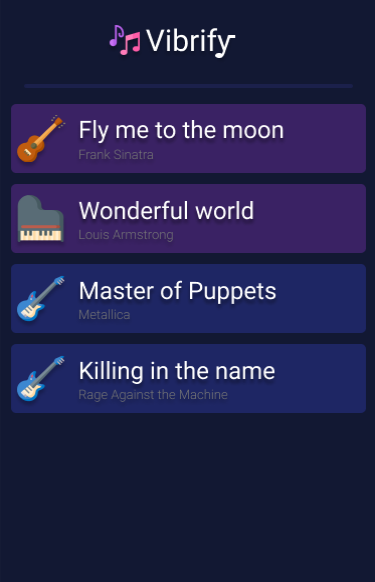 Vibrify
Fly me to the moon
Frank Sinatra
Wonderful world
Louis Armstrong
Master of Puppets
Metallica
Killing in the name
Rage Against the Machine